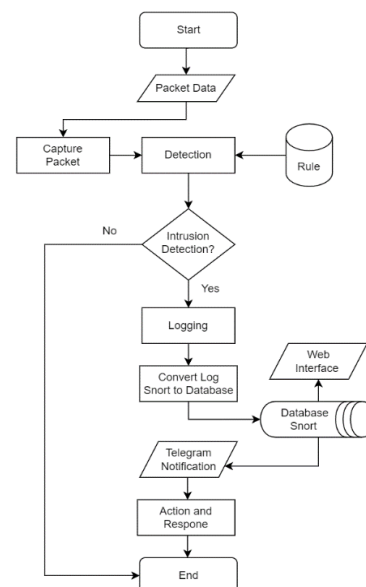 Start
Packet Data
Capture
Packet
Detection
Rule
No
Intrusion
Detection?
Yes
Logging
Web
Interface
Convert Log
Snort to Database
Database
Snort
Telegram
Notification
Action and
Respone
End